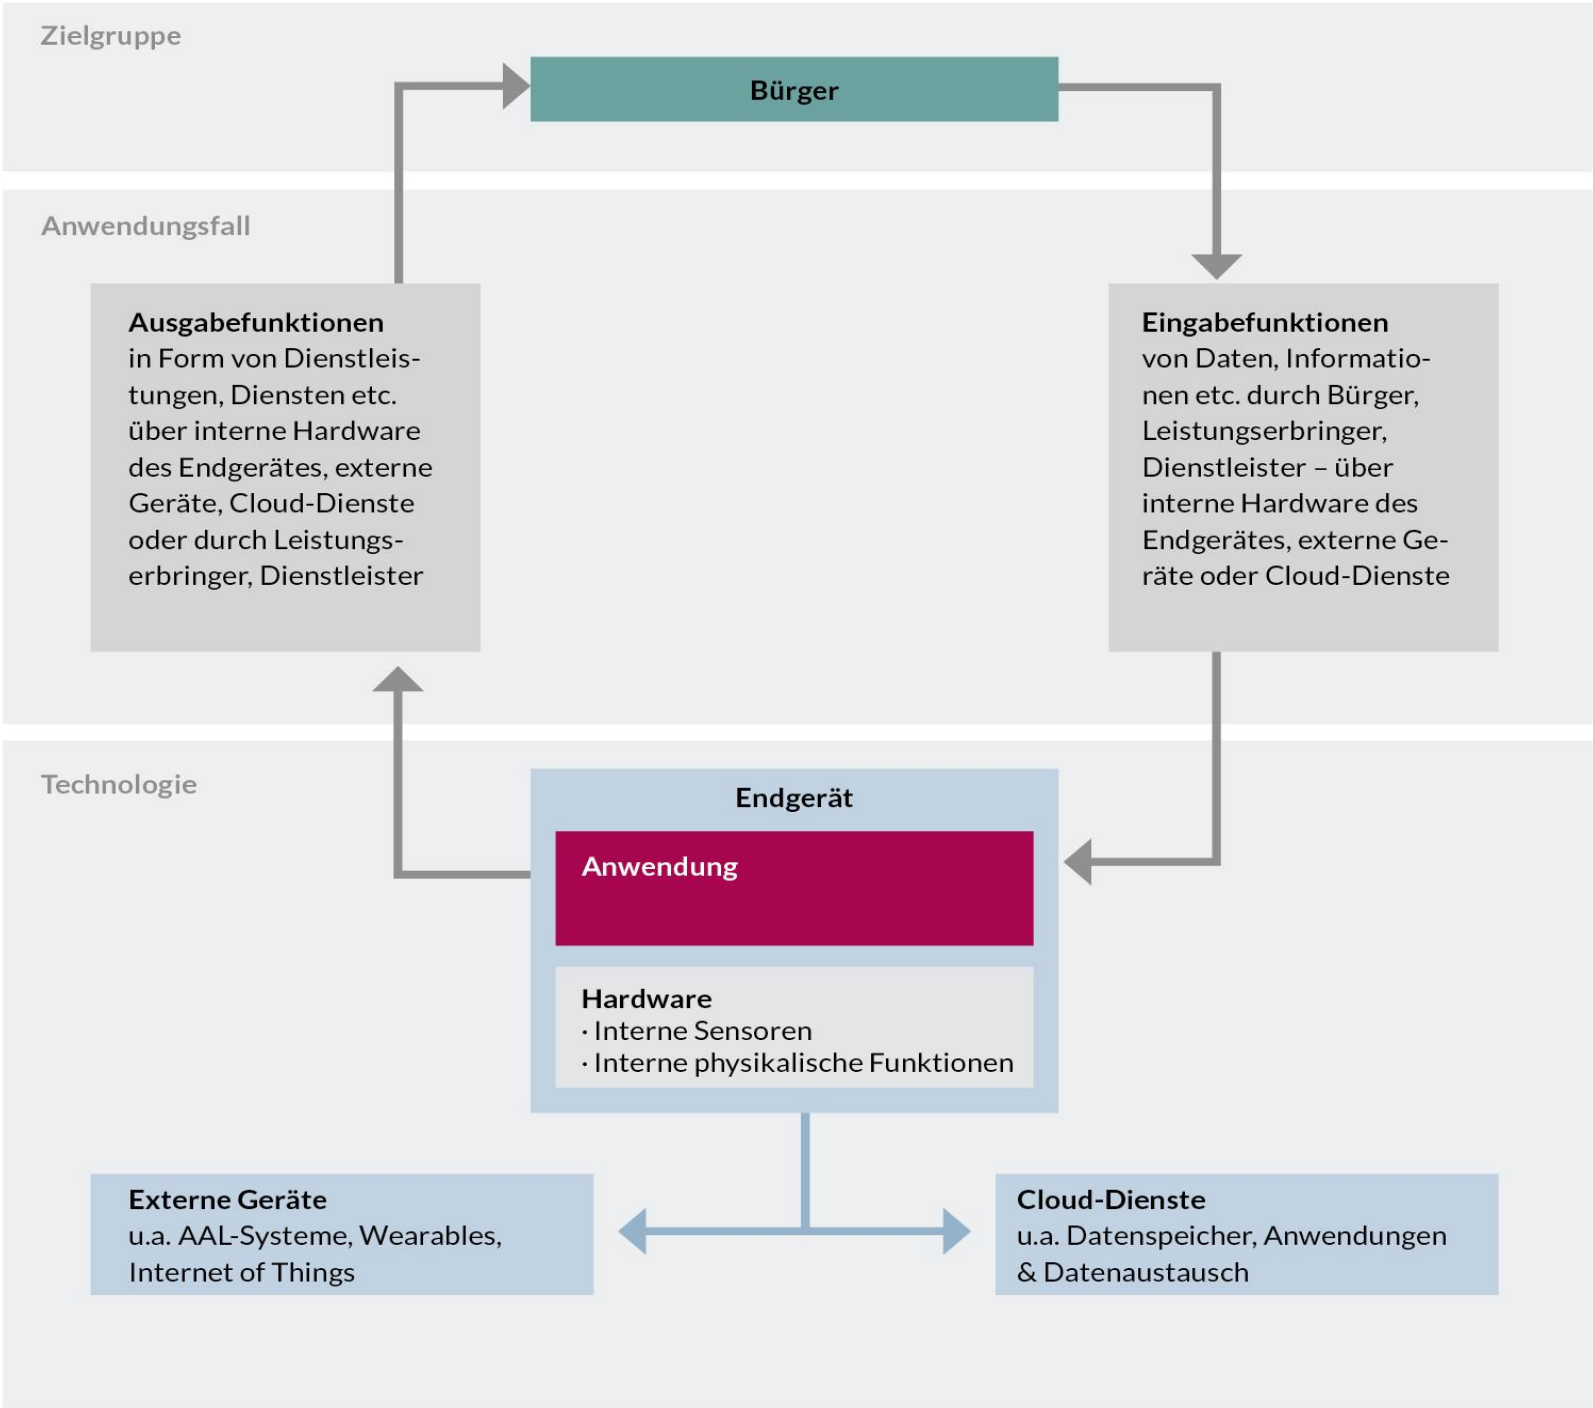 Zielgruppe
Bürger
Anwendungsfall
Ausgabefunktionen
in Form von Dienstleis-
tungen, Diensten etc.
über interne Hardware
des Endgerätes, externe
Geräte, Cloud-Dienste
oder durch Leistungs-
erbringer, Dienstleister
Eingabefunktionen
von Daten, Informatio-
nen etc. durch Bürger,
Leistungserbringer,
Dienstleister – über
interne Hardware des
Endgerätes, externe Ge-
räte oder Cloud-Dienste
Technologie
Endgerät
Anwendung
Hardware
· Interne Sensoren
· Interne physikalische Funktionen
Externe Geräte
u.a. AAL-Systeme, Wearables,
Internet of Things
Cloud-Dienste
u.a. Datenspeicher, Anwendungen
& Datenaustausch